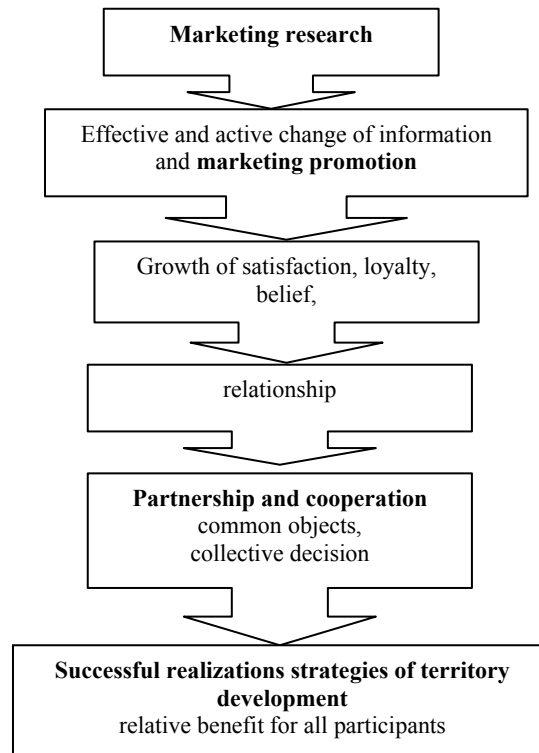 Marketing research
Effective and active change of information
and marketing promotion
Growth of satisfaction, loyalty,
belief,
relationship
Partnership and cooperation
common objects,
collective decision
Successful realizations strategies of territory
development
relative benefit for all participants